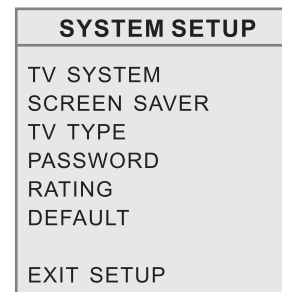 SYSTEM SETUP
TV SYSTEM
SCREEN SAVER
TV TYPE
PASSWORD
RATING
DEFAULT
EXIT SETUP